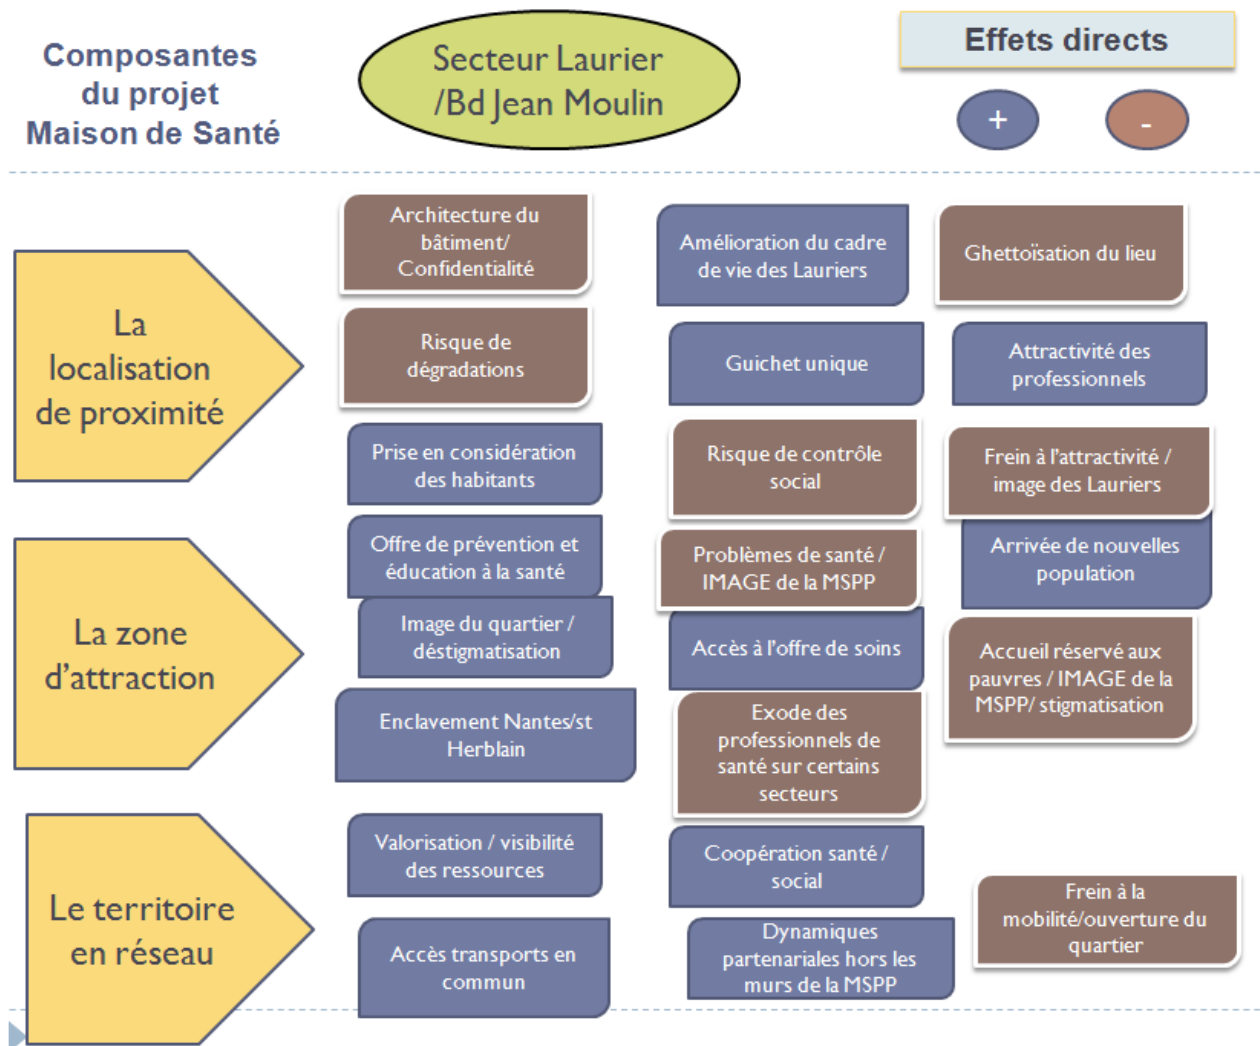 Composantes
du projet
Maison de Santé
Secteur Laurier
/Bd Jean Moulin
Effets directs
+
-
La
localisation
de proximité
Architecture du
bâtiment/
Confidentialité
Amélioration du cadre
de vie des Lauriers
Ghettoïsation du lieu
Risque de
dégradations
Guichet unique
Attractivité des
professionnels
Prise en considération
des habitants
Risque de contrôle
social
Frein à l'attractivité /
image des Lauriers
La zone
d'attraction
Offre de prévention et
éducation à la santé
Problèmes de santé /
IMAGE de la MSPP
Arrivée de nouvelles
population
Image du quartier /
déstigmatisation
Accès à l'offre de soins
Accueil réservé aux
pauvres / IMAGE de la
MSPP/ stigmatisation
Enclavement Nantes/st
Herblain
Exode des
professionnels de
santé sur certains
secteurs
Le territoire
en réseau
Valorisation / visibilité
des ressources
Coopération santé /
social
Frein à la
mobilité/ouverture du
quartier
Accès transports en
commun
Dynamiques
partenariales hors les
murs de la MSPP